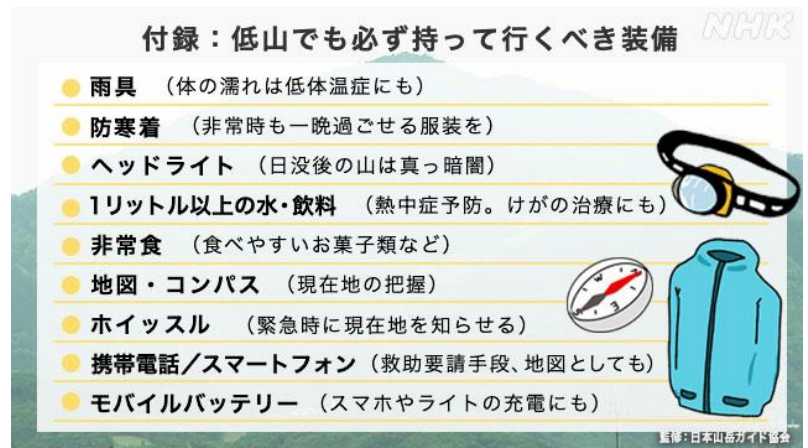 NHK
付録：低山でも必ず持って行くべき装備
雨具（体の濡れは低体温症にも）
防寒着（非常時も一晩過ごせる服装を）
ヘッドライト（日没後の山は真っ暗闇）
1リットル以上の水・飲料（熱中症予防。けがの治療にも）
非常食（食べやすいお菓子類など）
地図・コンパス（現在地の把握）
ホイッスル（緊急時に現在地を知らせる）
携帯電話／スマートフォン（救助要請手段、地図としても）
モバイルバッテリー（スマホやライトの充電にも）
監修：日本山岳ガイド協会